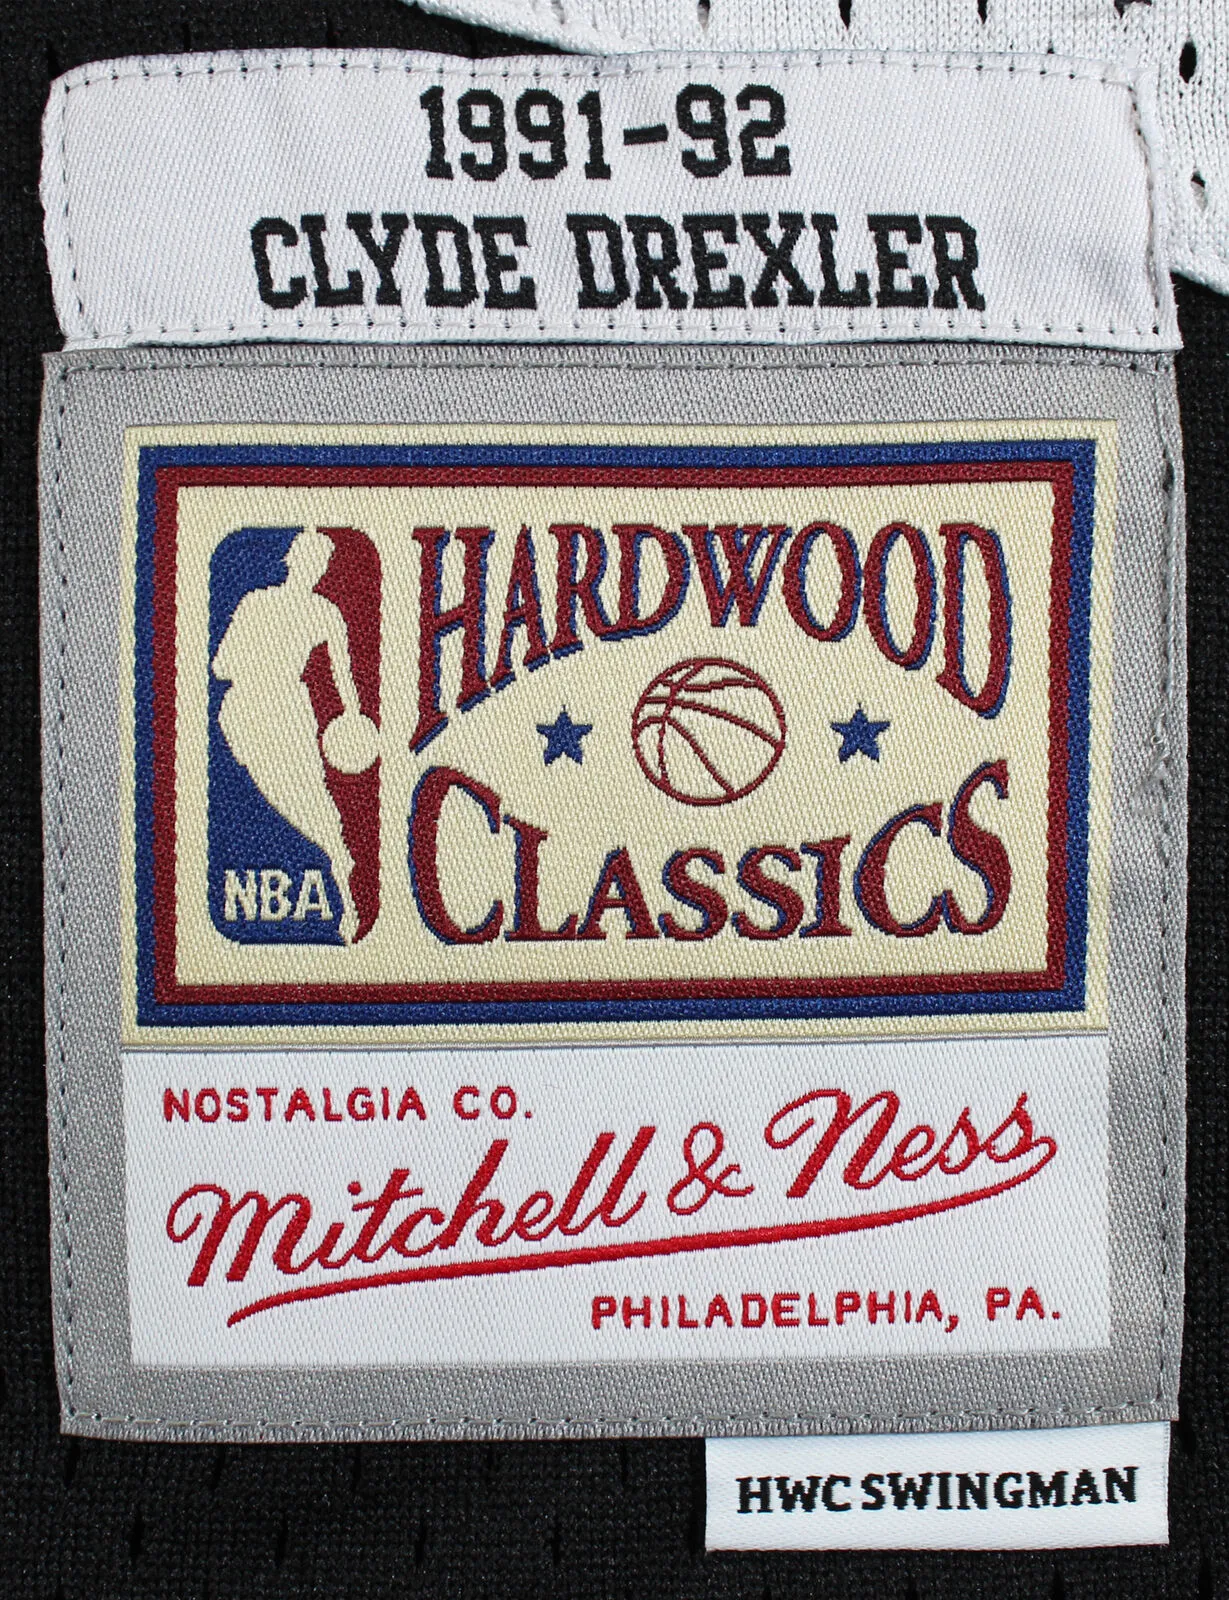 1991-92
CLYDE DREXLER
HARDWOOD
CLASSICS
NBA
NOSTALGIA CO.
Mitchell & Ness
PHILADELPHIA, PA.
HWC SWINGMAN